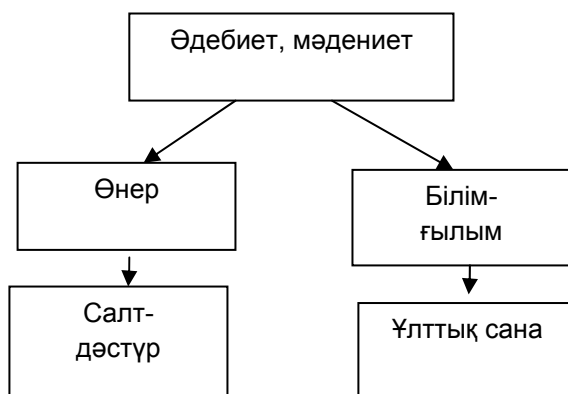 Әдебиет, мәдениет
Өнер
Білім-
ғылым
Салт-
дәстүр
Ұлттық сана